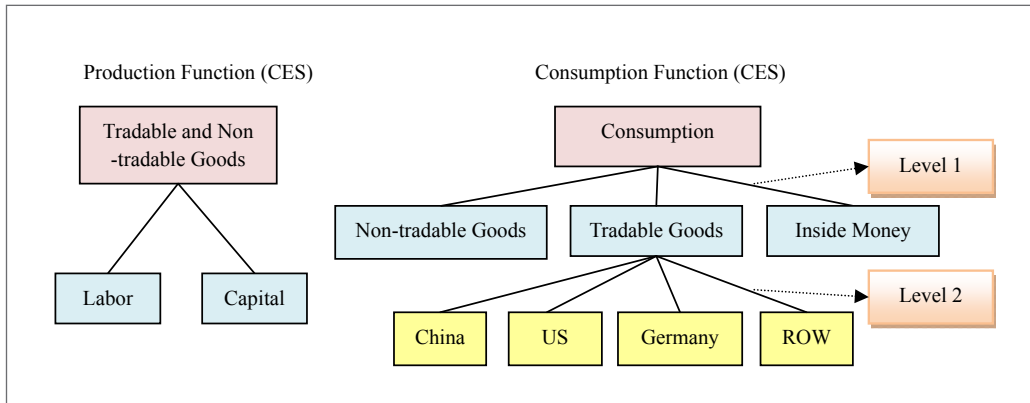 Production Function (CES)
Tradable and Non
-tradable Goods
Labor
Capital
Consumption Function (CES)
Consumption
Level 1
Non-tradable Goods
Tradable Goods
Inside Money
Level 2
China
US
Germany
ROW